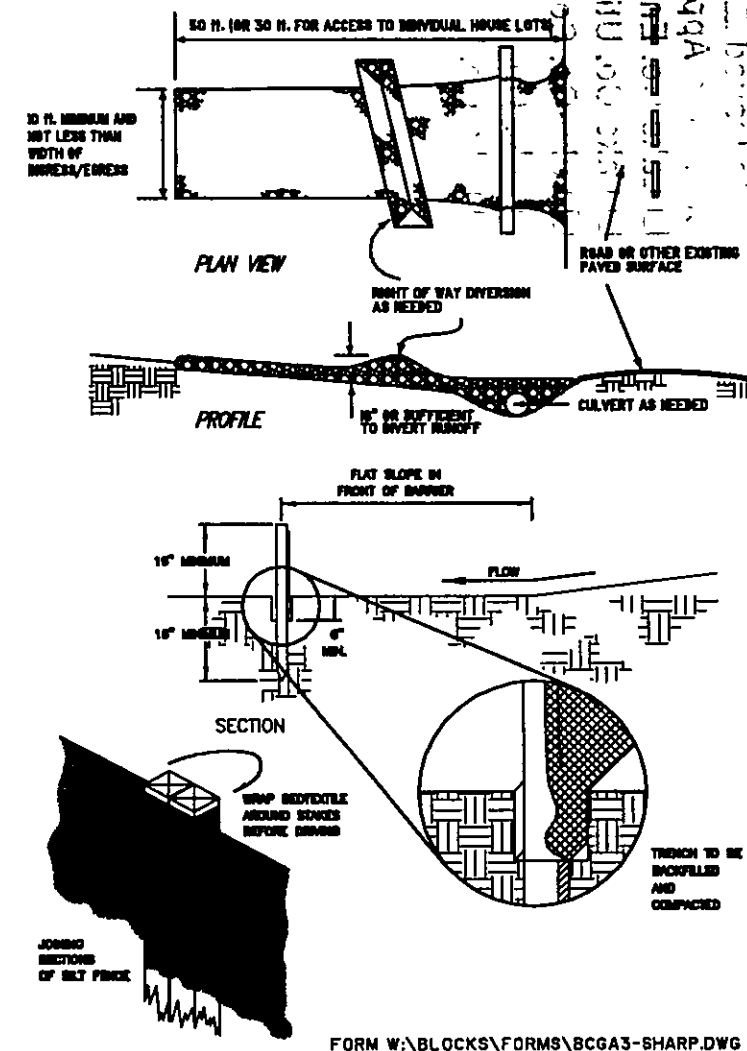 50 ft. (OR 30 ft. FOR ACCESS TO INDIVIDUAL HOUSE LOTS)
10 ft. MINIMUM AND
NOT LESS THAN
WIDTH OF
INGRESS/EGRESS
PLAN VIEW
RIGHT OF WAY DIVERSION
AS NEEDED
ROAD OR OTHER EXISTING
PAVED SURFACE
PROFILE
18" OR SUFFICIENT
TO DIVERT RUNOFF
CULVERT AS NEEDED
FLAT SLOPE IN
FRONT OF BARRIER
FLOW
MINIMUM
MINIMUM
6"
MIN.
SECTION
WRAP GEOTEXTILE
AROUND STAKES
BEFORE DRIVING
TRENCH TO BE
BACKFILLED
AND
COMPACTED
JOINING
SECTIONS
OF SILT FENCE
FORM W:\BLOCKS\FORMS\BCGA3-SHARP.DWG